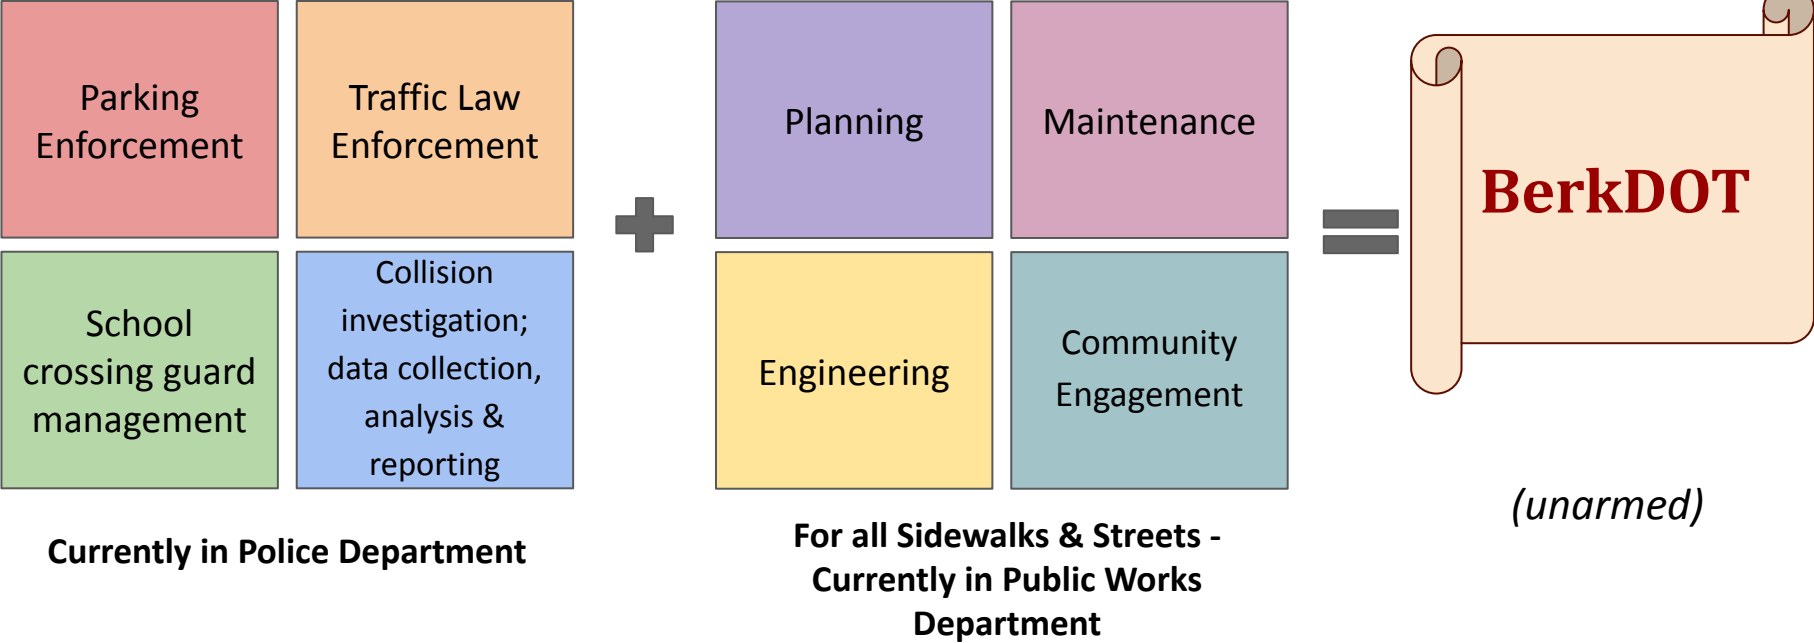 Parking
Enforcement
Traffic Law
Enforcement
School
crossing guard
management
Collision
investigation;
data collection,
analysis &
reporting
Currently in Police Department
Planning
Maintenance
Engineering
Community
Engagement
For all Sidewalks & Streets -
Currently in Public Works
Department
BerkDOT
(unarmed)